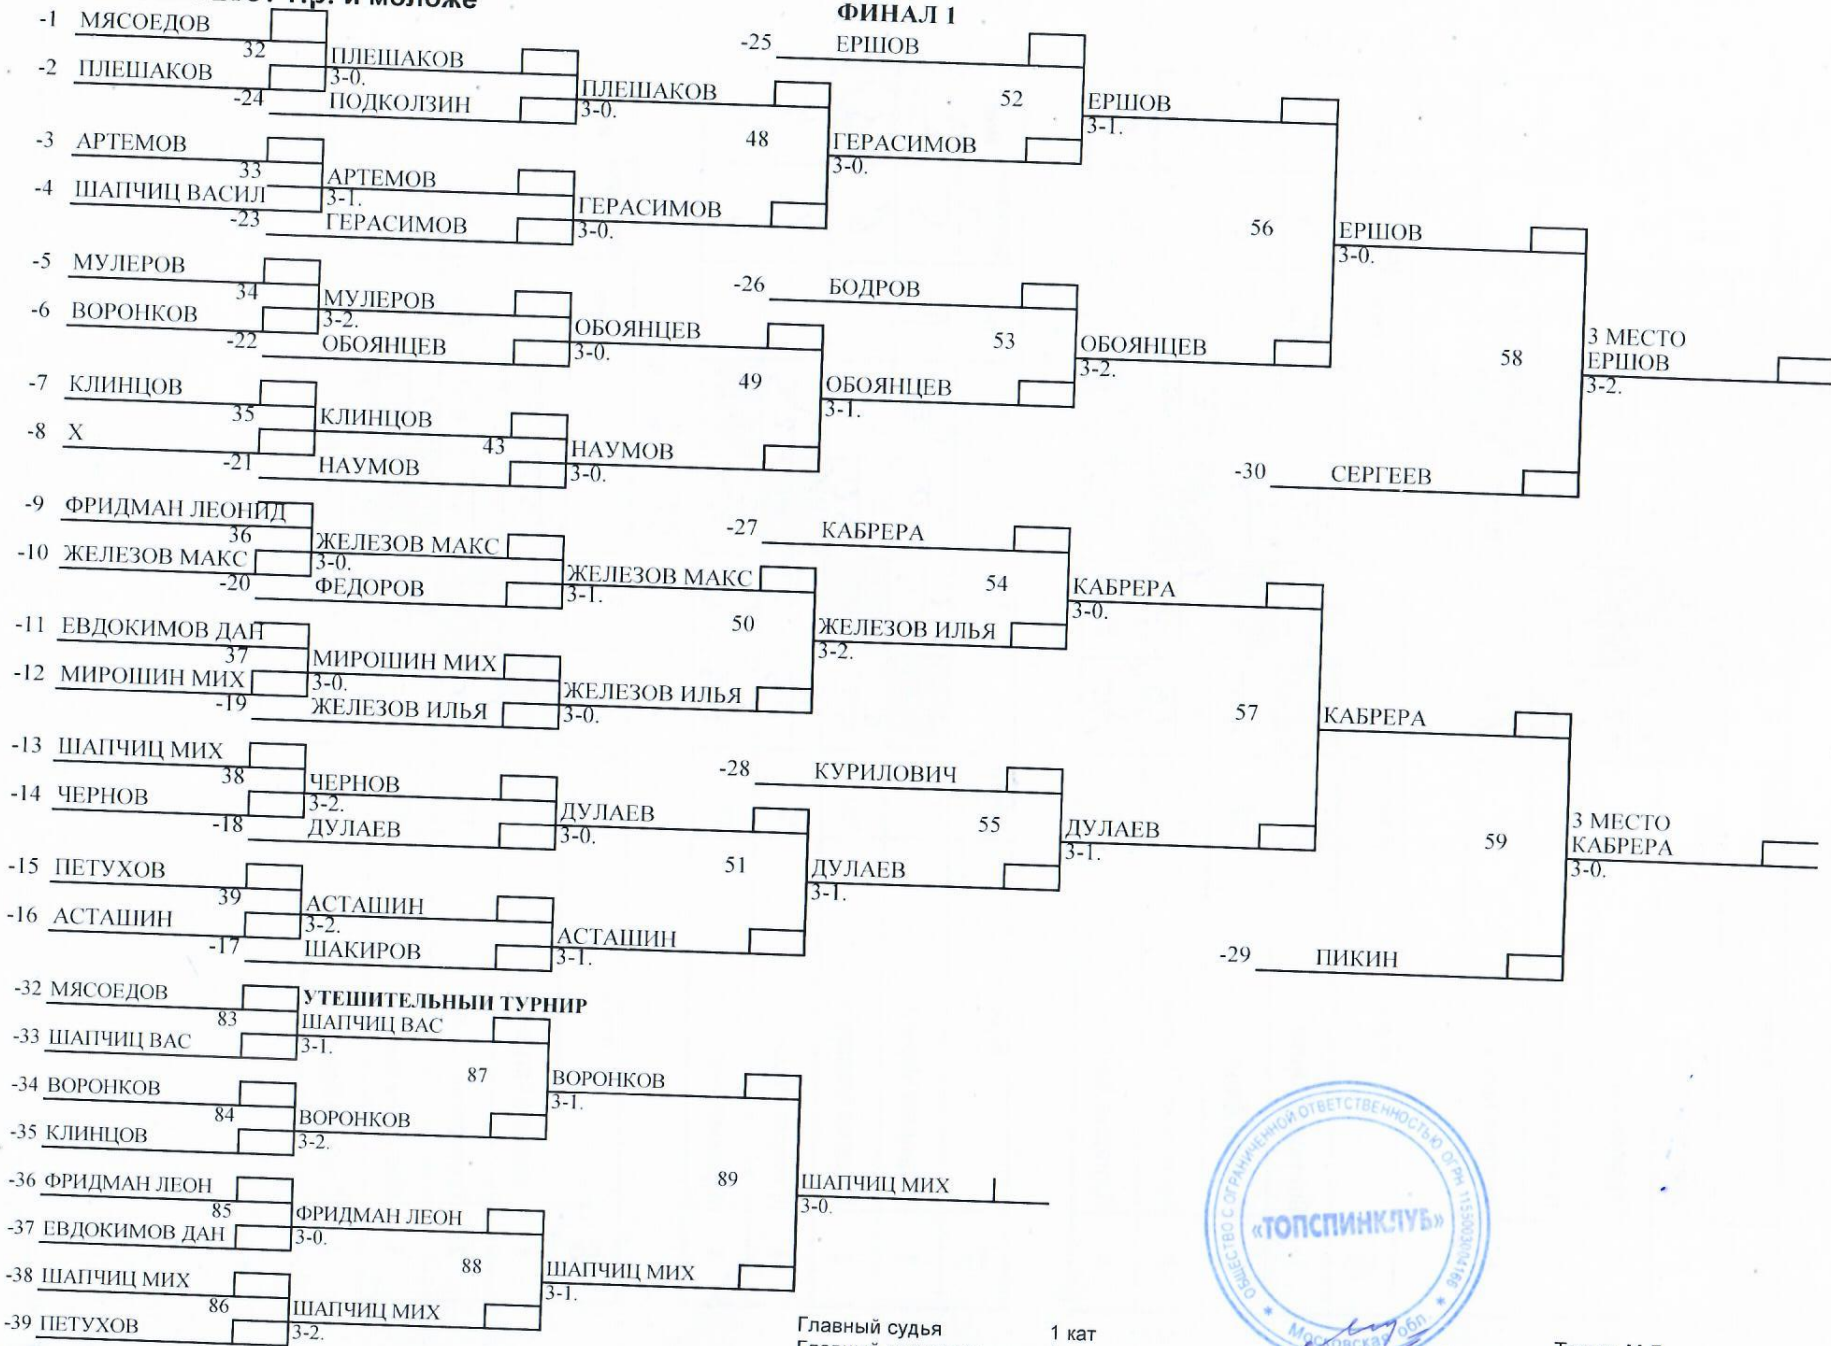 и моложе
ФИНАЛ 1
-1 МЯСОЕДОВ
32
ПЛЕШАКОВ
-2 ПЛЕШАКОВ
3-0.
-24 ПОДКОЛЗИН
ПЛЕШАКОВ
3-0.
-3 АРТЕМОВ
33
АРТЕМОВ
-4 ШАПЧИЦ ВАСИЛ
3-1.
-23 ГЕРАСИМОВ
ГЕРАСИМОВ
3-0.
48
ГЕРАСИМОВ
3-0.
-25 ЕРШОВ
52
ЕРШОВ
3-1.
-5 МУЛЕРОВ
34
МУЛЕРОВ
-6 ВОРОНКОВ
3-2.
-22 ОБОЯНЦЕВ
ОБОЯНЦЕВ
3-0.
-7 КЛИНЦОВ
35
КЛИНЦОВ
-8 Х
43
-21 НАУМОВ
НАУМОВ
3-0.
49
ОБОЯНЦЕВ
3-1.
-26 БОДРОВ
53
ОБОЯНЦЕВ
3-2.
56
ЕРШОВ
3-0.
-30 СЕРГЕЕВ
58
3 МЕСТО
ЕРШОВ
3-2.
-9 ФРИДМАН ЛЕОНИД
36
ЖЕЛЕЗОВ МАКС
-10 ЖЕЛЕЗОВ МАКС
3-0.
-20 ФЕДОРОВ
ЖЕЛЕЗОВ МАКС
3-1.
-11 ЕВДОКИМОВ ДАН
37
МИРОШИН МИХ
-12 МИРОШИН МИХ
3-0.
-19 ЖЕЛЕЗОВ ИЛЬЯ
ЖЕЛЕЗОВ ИЛЬЯ
3-0.
50
ЖЕЛЕЗОВ ИЛЬЯ
3-2.
-27 КАБРЕРА
54
КАБРЕРА
3-0.
-13 ШАПЧИЦ МИХ
38
ЧЕРНОВ
-14 ЧЕРНОВ
3-2.
-18 ДУЛАЕВ
ДУЛАЕВ
3-0.
-15 ПЕТУХОВ
39
АСТАШИН
-16 АСТАШИН
3-2.
-17 ШАКИРОВ
АСТАШИН
3-1.
51
ДУЛАЕВ
3-1.
-28 КУРИЛОВИЧ
55
ДУЛАЕВ
3-1.
57
КАБРЕРА
-29 ПИКИН
59
3 МЕСТО
КАБРЕРА
3-0.
УТЕШИТЕЛЬНЫЙ ТУРНИР
-32 МЯСОЕДОВ
83
ШАПЧИЦ ВАС
-33 ШАПЧИЦ ВАС
3-1.
-34 ВОРОНКОВ
84
ВОРОНКОВ
-35 КЛИНЦОВ
3-2.
87
ВОРОНКОВ
3-1.
-36 ФРИДМАН ЛЕОН
85
ФРИДМАН ЛЕОН
-37 ЕВДОКИМОВ ДАН
3-0.
-38 ШАПЧИЦ МИХ
86
ШАПЧИЦ МИХ
-39 ПЕТУХОВ
3-2.
88
ШАПЧИЦ МИХ
3-1.
89
ШАПЧИЦ МИХ
3-0.
ОБЩЕСТВО С ОГРАНИЧЕННОЙ ОТВЕТСТВЕННОСТЬЮ ОГРН 1155003004166
«ТОПСПИНКЛУБ»
Московская обл.
Главный судья 1 кат